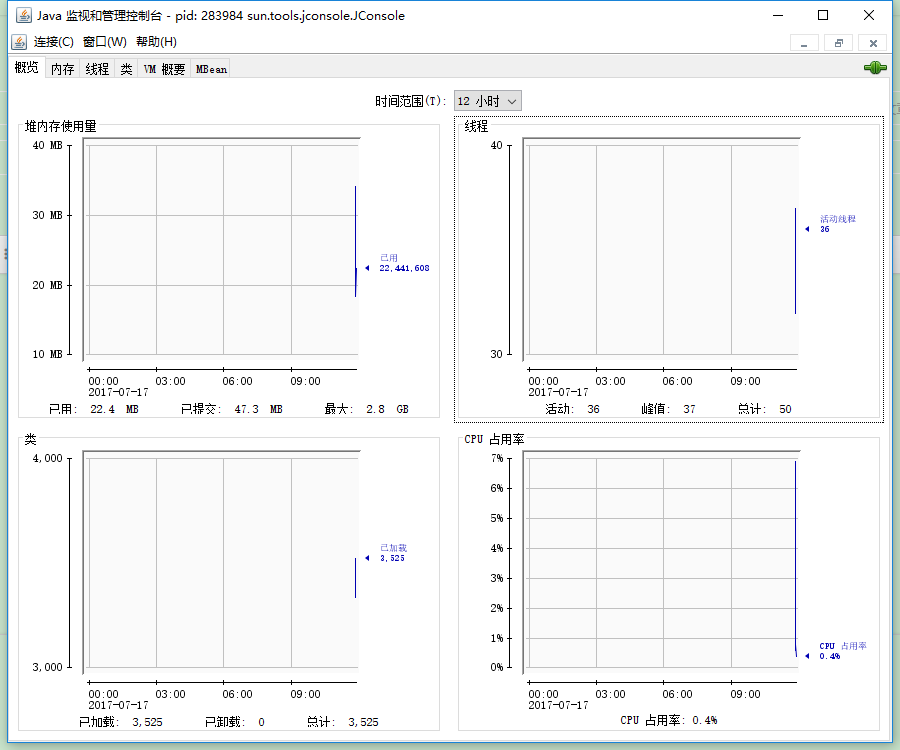 Java 监视和管理控制台 - pid: 283984 sun.tools.jconsole.JConsole
连接(C) 窗口(W) 帮助(H)
概览 内存 线程 类 VM 概要 MBean
时间范围(T): 12 小时
堆内存使用量
40 MB
30 MB
20 MB
10 MB
已用
22,441,608
00:00 03:00 06:00 09:00
2017-07-17
已用: 22.4 MB 已提交: 47.3 MB 最大: 2.8 GB
线程
40
30
活动线程
36
00:00 03:00 06:00 09:00
2017-07-17
活动: 36 峰值: 37 总计: 50
类
4,000
3,000
已加载
3,525
00:00 03:00 06:00 09:00
2017-07-17
已加载: 3,525 已卸载: 0 总计: 3,525
CPU 占用率
7%
6%
5%
4%
3%
2%
1%
0%
CPU 占用率
0.4%
00:00 03:00 06:00 09:00
2017-07-17
CPU 占用率: 0.4%